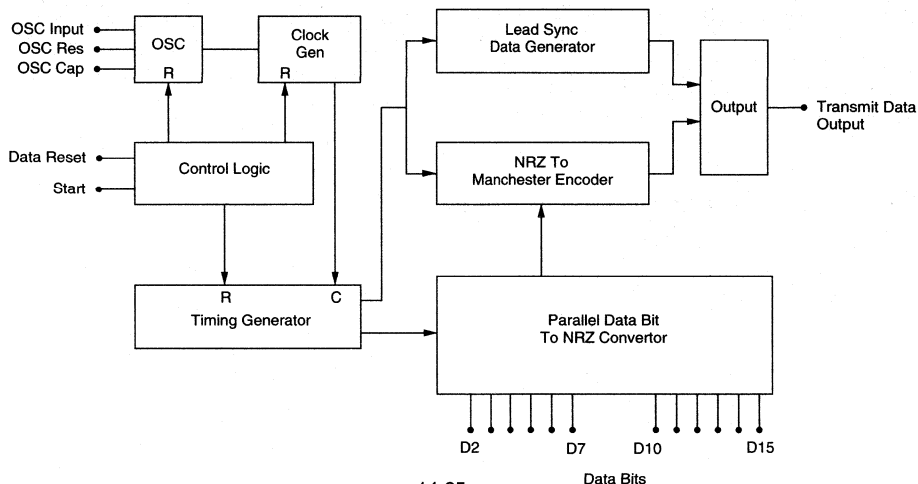 OSC Input
OSC Res
OSC Cap
OSC
R
Clock
Gen
R
Lead Sync
Data Generator
Output
Transmit Data
Output
Data Reset
Start
Control Logic
NRZ To
Manchester Encoder
R
C
Timing Generator
Parallel Data Bit
To NRZ Convertor
D2
D7
D10
D15
Data Bits